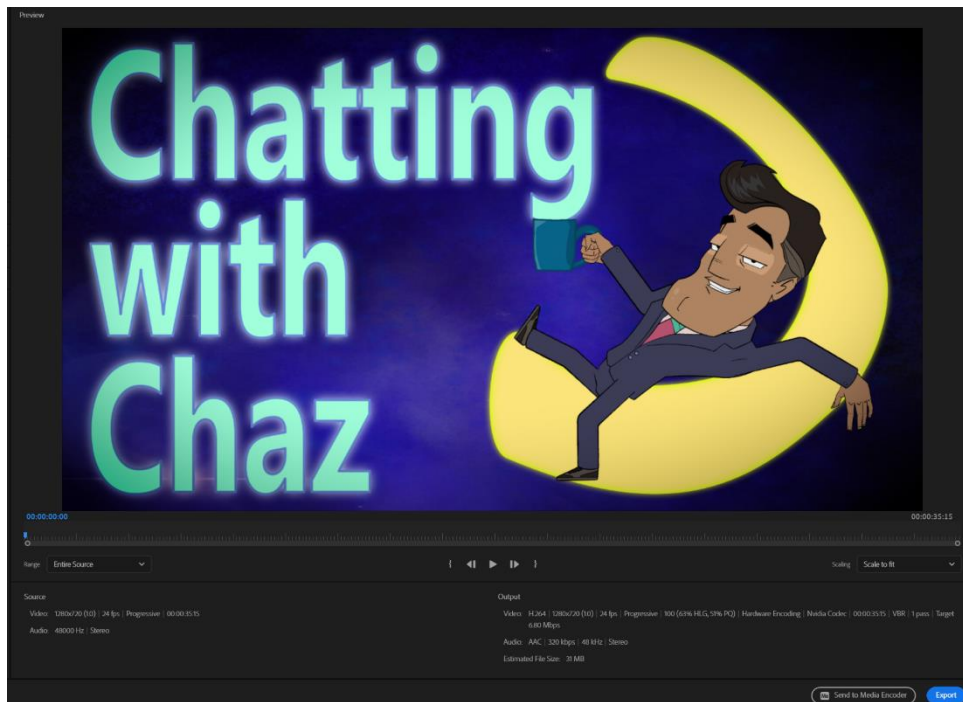 Preview
Chatting
with
Chaz
00:00:00:00
00:00:35:15
Range: Entire Source
Scaling: Scale to fit
Source
Video: 1280x720 (1.0) | 24 fps | Progressive | 00:00:35:15
Audio: 48000 Hz | Stereo
Output
Video: H.264 | 1280x720 (1.0) | 24 fps | Progressive | 100 (63% HLG, 51% PQ) | Hardware Encoding | Nvidia Codec | 00:00:35:15 | VBR | 1 pass | Target
6.80 Mbps
Audio: AAC | 320 kbps | 48 kHz | Stereo
Estimated File Size: 31 MB
Me Send to Media Encoder
Export